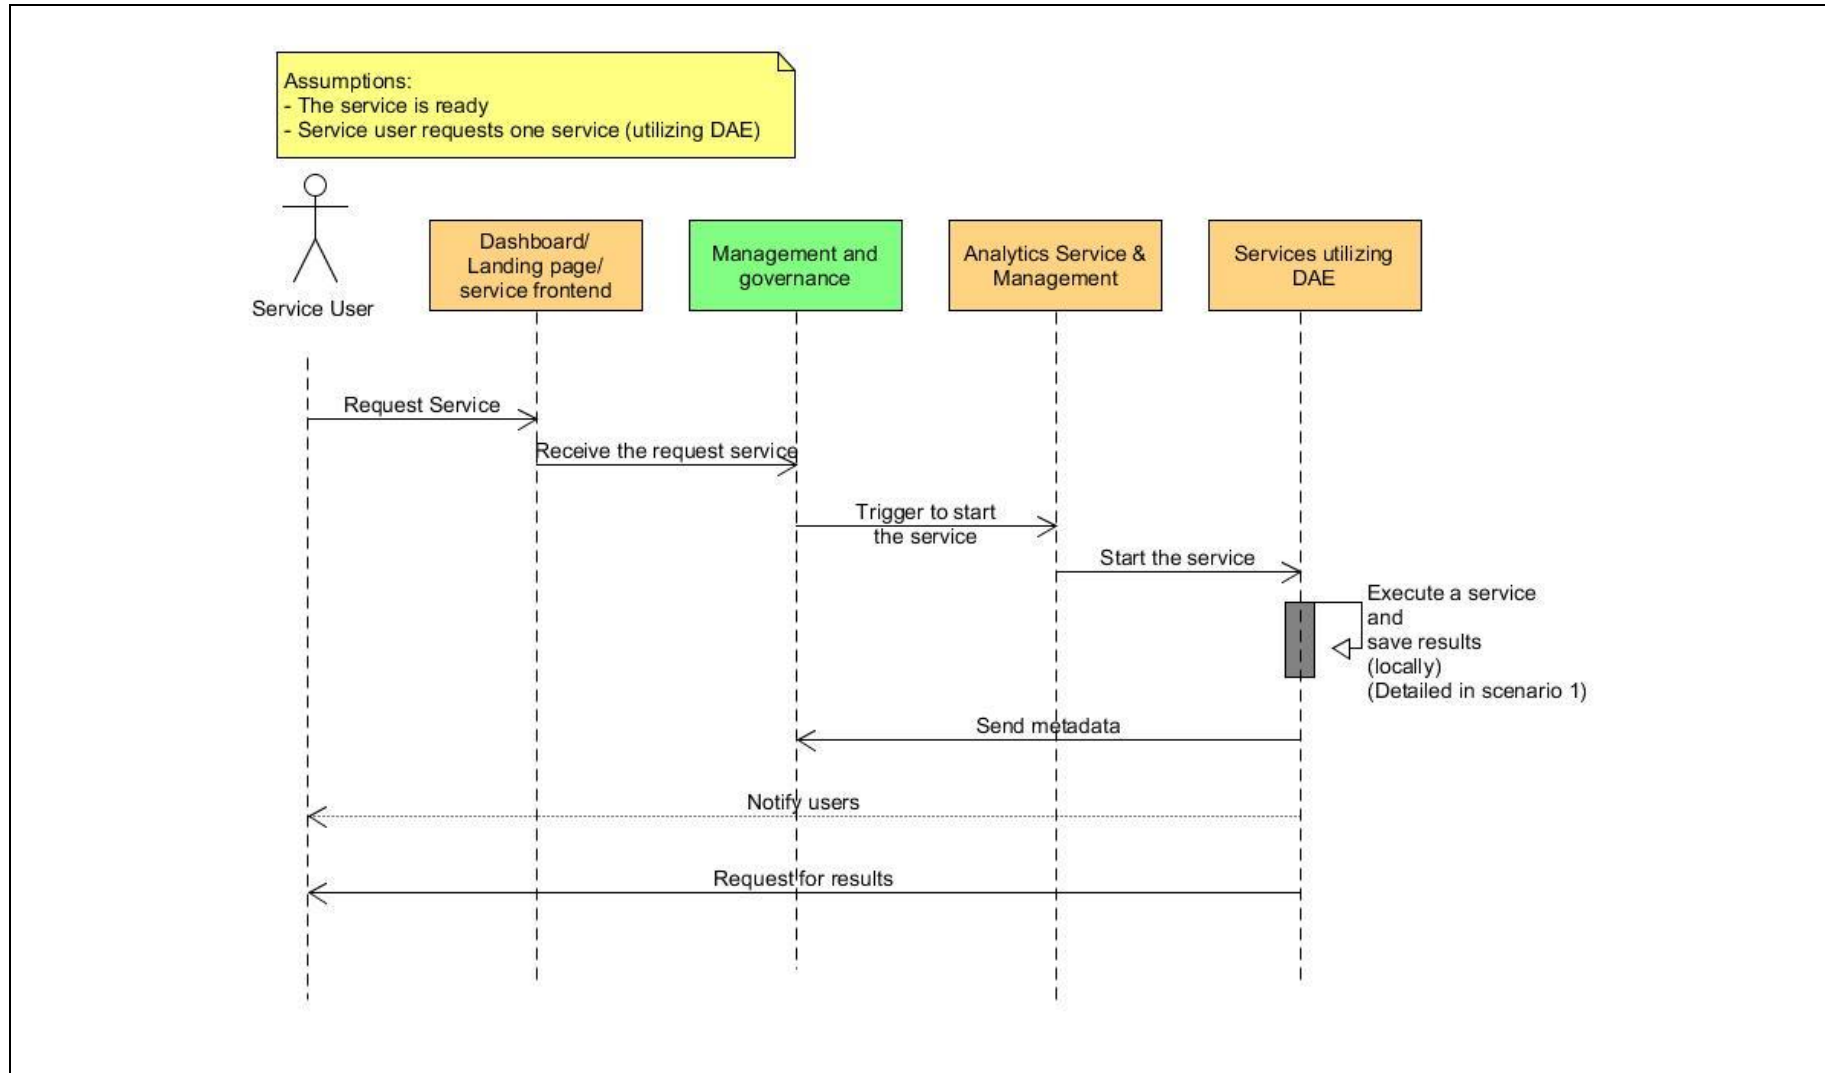 Assumptions:
- The service is ready
- Service user requests one service (utilizing DAE)
Service User
Dashboard/
Landing page/
service frontend
Management and
governance
Analytics Service &
Management
Services utilizing
DAE
Request Service
Receive the request service
Trigger to start
the service
Start the service
Execute a service
and
save results
(locally)
(Detailed in scenario 1)
Send metadata
Notify users
Request for results